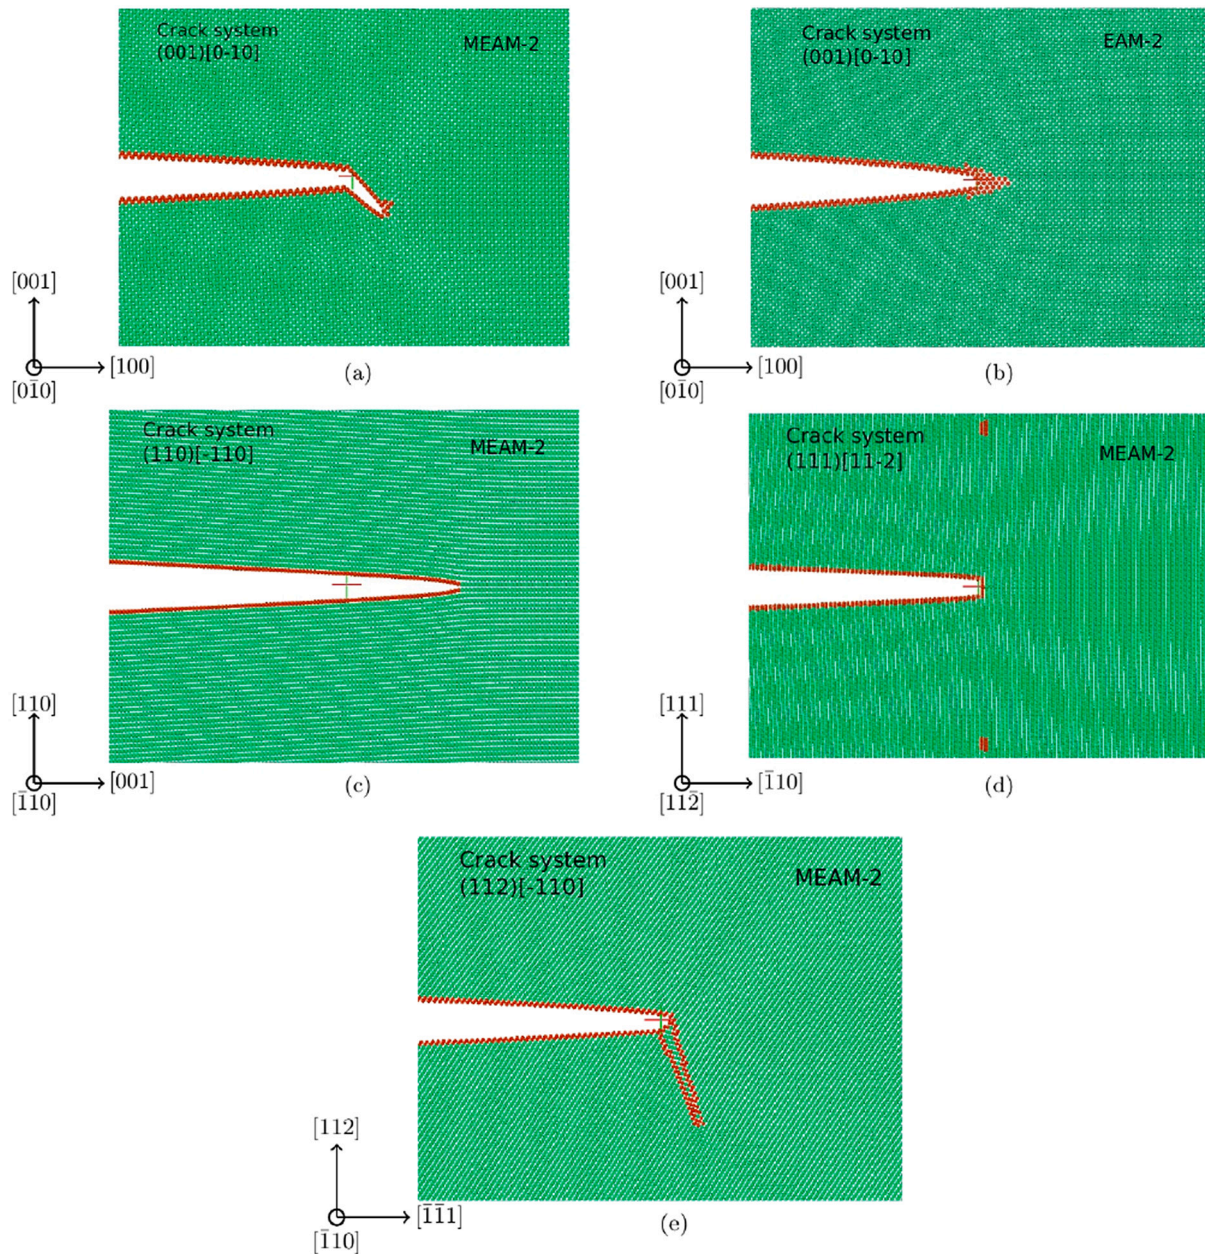 Crack system
(001)[0-10]
MEAM-2
[001]
[100]
[01̄0]
(a)
Crack system
(001)[0-10]
EAM-2
[001]
[100]
[01̄0]
(b)
Crack system
(110)[-110]
MEAM-2
[110]
[001]
[1̄10]
(c)
Crack system
(111)[11-2]
MEAM-2
[111]
[1̄10]
[112̄]
(d)
Crack system
(112)[-110]
MEAM-2
[112]
[1̄1̄1]
[1̄10]
(e)